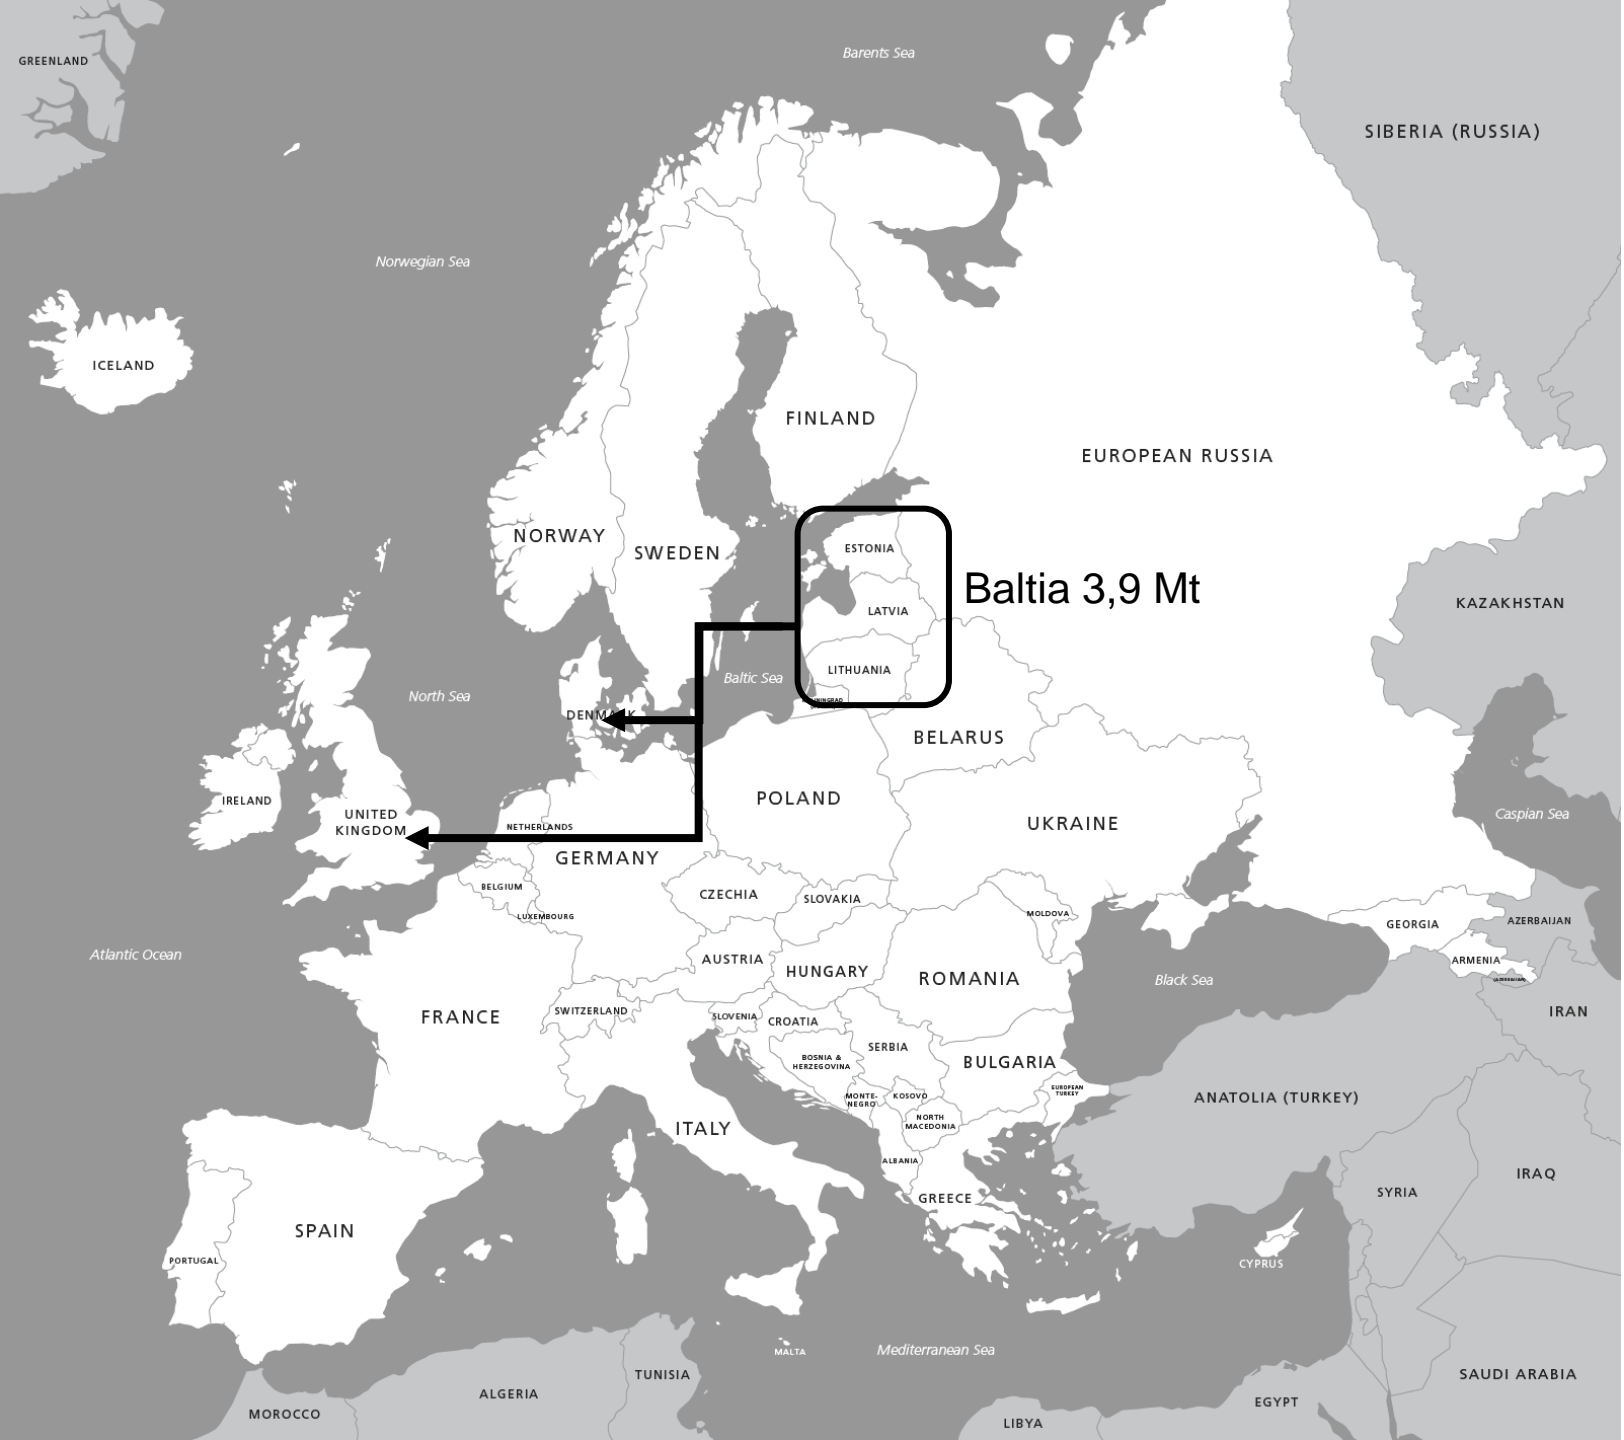 GREENLAND
Barents Sea
SIBERIA (RUSSIA)
Norwegian Sea
ICELAND
FINLAND
EUROPEAN RUSSIA
NORWAY
SWEDEN
ESTONIA
Baltia 3,9 Mt
LATVIA
KAZAKHSTAN
LITHUANIA
Baltic Sea
North Sea
BELARUS
POLAND
IRELAND
UNITED
KINGDOM
NETHERLANDS
UKRAINE
Caspian Sea
GERMANY
BELGIUM
CZECHIA
SLOVAKIA
LUXEMBOURG
MOLDOVA
GEORGIA
AZERBAIJAN
Atlantic Ocean
AUSTRIA
HUNGARY
ROMANIA
ARMENIA
(AZERBAIJAN)
Black Sea
FRANCE
SWITZERLAND
SLOVENIA
CROATIA
IRAN
SERBIA
BOSNIA &
HERZEGOVINA
BULGARIA
EUROPEAN
TURKEY
ANATOLIA (TURKEY)
MONTE-
NEGRO
KOSOVO
NORTH
MACEDONIA
ITALY
ALBANIA
IRAQ
SYRIA
GREECE
SPAIN
PORTUGAL
CYPRUS
MALTA
Mediterranean Sea
TUNISIA
ALGERIA
SAUDI ARABIA
MOROCCO
EGYPT
LIBYA